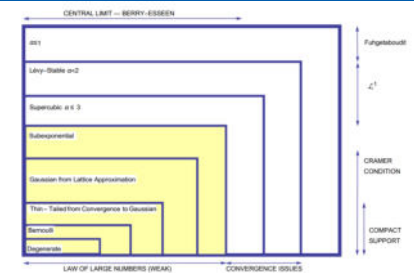 CENTRAL LIMIT — BERRY–ESSEEN
α≤1
Fuhgetaboudit
Lévy–Stable α<2
ℒ¹
Supercubic α ≤ 3
Subexponential
CRAMER
CONDITION
Gaussian from Lattice Approximation
Thin – Tailed from Convergence to Gaussian
COMPACT
SUPPORT
Bernoulli
Degenerate
LAW OF LARGE NUMBERS (WEAK)
CONVERGENCE ISSUES